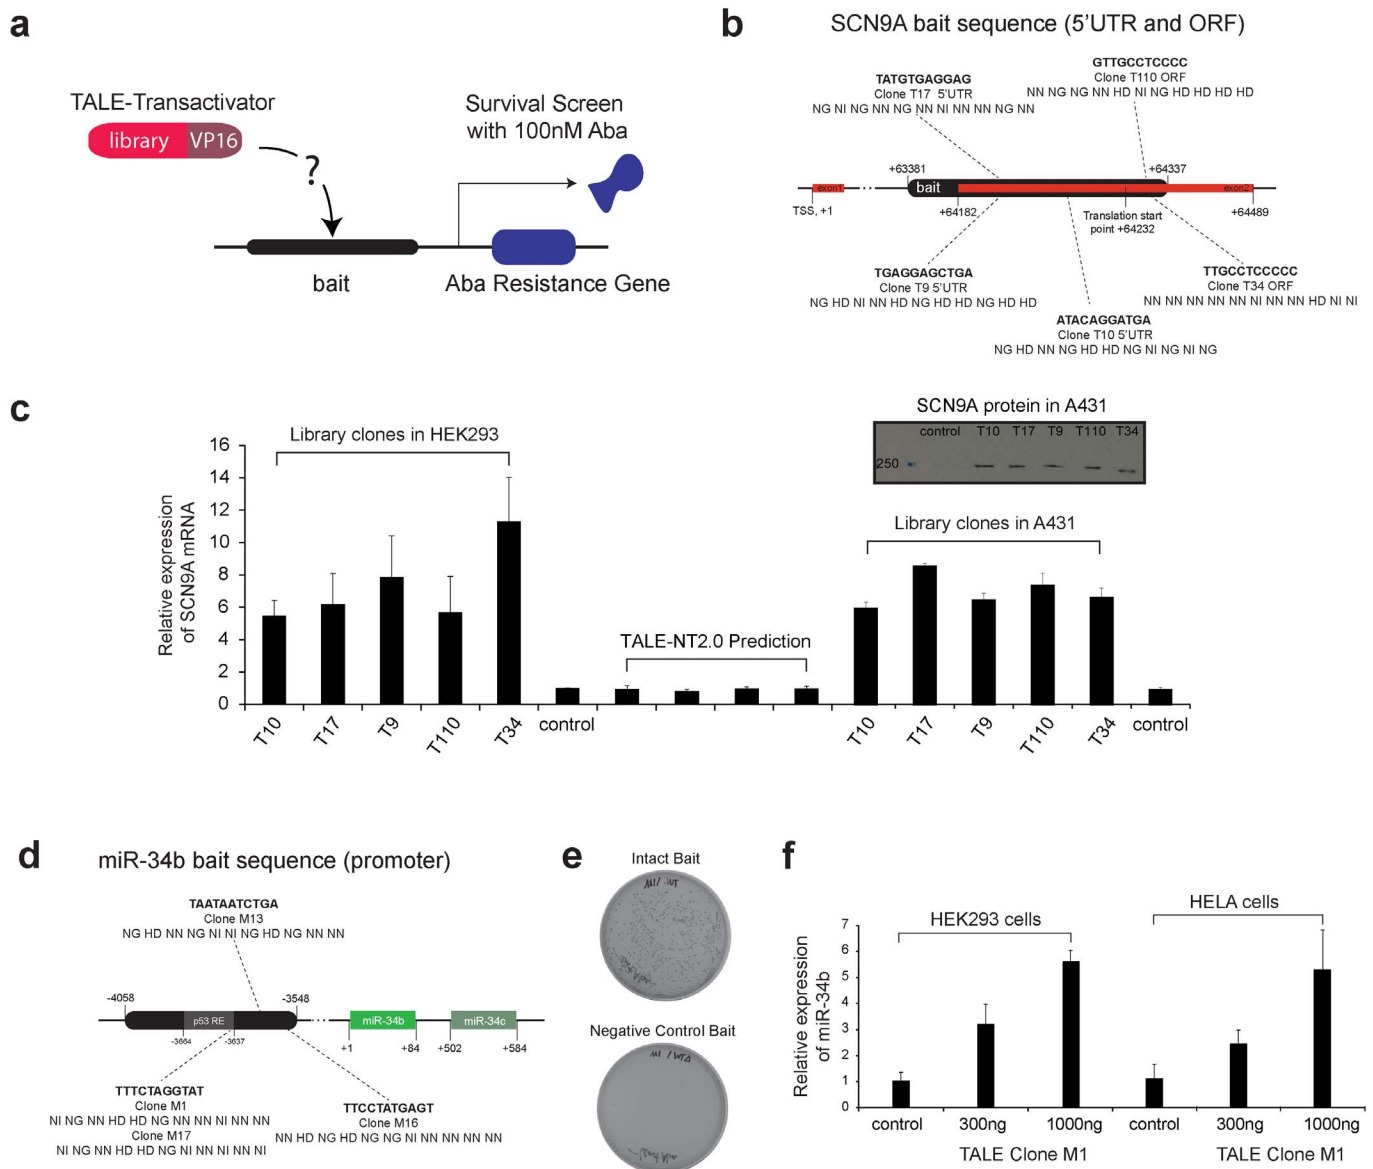 a
TALE-Transactivator
library VP16
?
Survival Screen
with 100nM Aba
bait
Aba Resistance Gene
b
SCN9A bait sequence (5'UTR and ORF)
TATGTGAGGAG
Clone T17 5'UTR
NG NI NG NN NG NN NI NN NN NG NN
GTTGCCTCCCC
Clone T110 ORF
NN NG NG NN HD NI NG HD HD HD HD
+63381
+64337
exon1
bait
exon2
TSS, +1
+64182
Translation start
point +64232
+64489
TGAGGAGCTGA
Clone T9 5'UTR
NG HD NI NN HD NG HD HD NG HD HD
TTGCCTCCCCC
Clone T34 ORF
NN NN NN NN NN NI NN NN HD NI NI
ATACAGGATGA
Clone T10 5'UTR
NG HD NN NG HD HD NG NI NG NI NG
c
SCN9A protein in A431
control T10 T17 T9 T110 T34
250
Relative expression
of SCN9A mRNA
16
14
12
10
8
6
4
2
0
Library clones in HEK293
TALE-NT2.0 Prediction
Library clones in A431
T10 T17 T9 T110 T34 control T10 T17 T9 T110 T34 control
d
miR-34b bait sequence (promoter)
TAATAATCTGA
Clone M13
NG HD NN NG NI NI NG HD NG NN NN
-4058
-3548
p53 RE
miR-34b
miR-34c
-3664
-3637
+1
+84
+502
+584
TTTCTAGGTAT
Clone M1
NI NG NN HD HD NG NN NN NI NN NN
Clone M17
NI NG NN HD HD NG NI NN NI NN NI
TTCCTATGAGT
Clone M16
NN HD NG HD NG NG NI NN NN NN NN
e
Intact Bait
Negative Control Bait
f
Relative expression
of miR-34b
7
6
5
4
3
2
1
0
HEK293 cells
HELA cells
control 300ng 1000ng control 300ng 1000ng
TALE Clone M1 TALE Clone M1